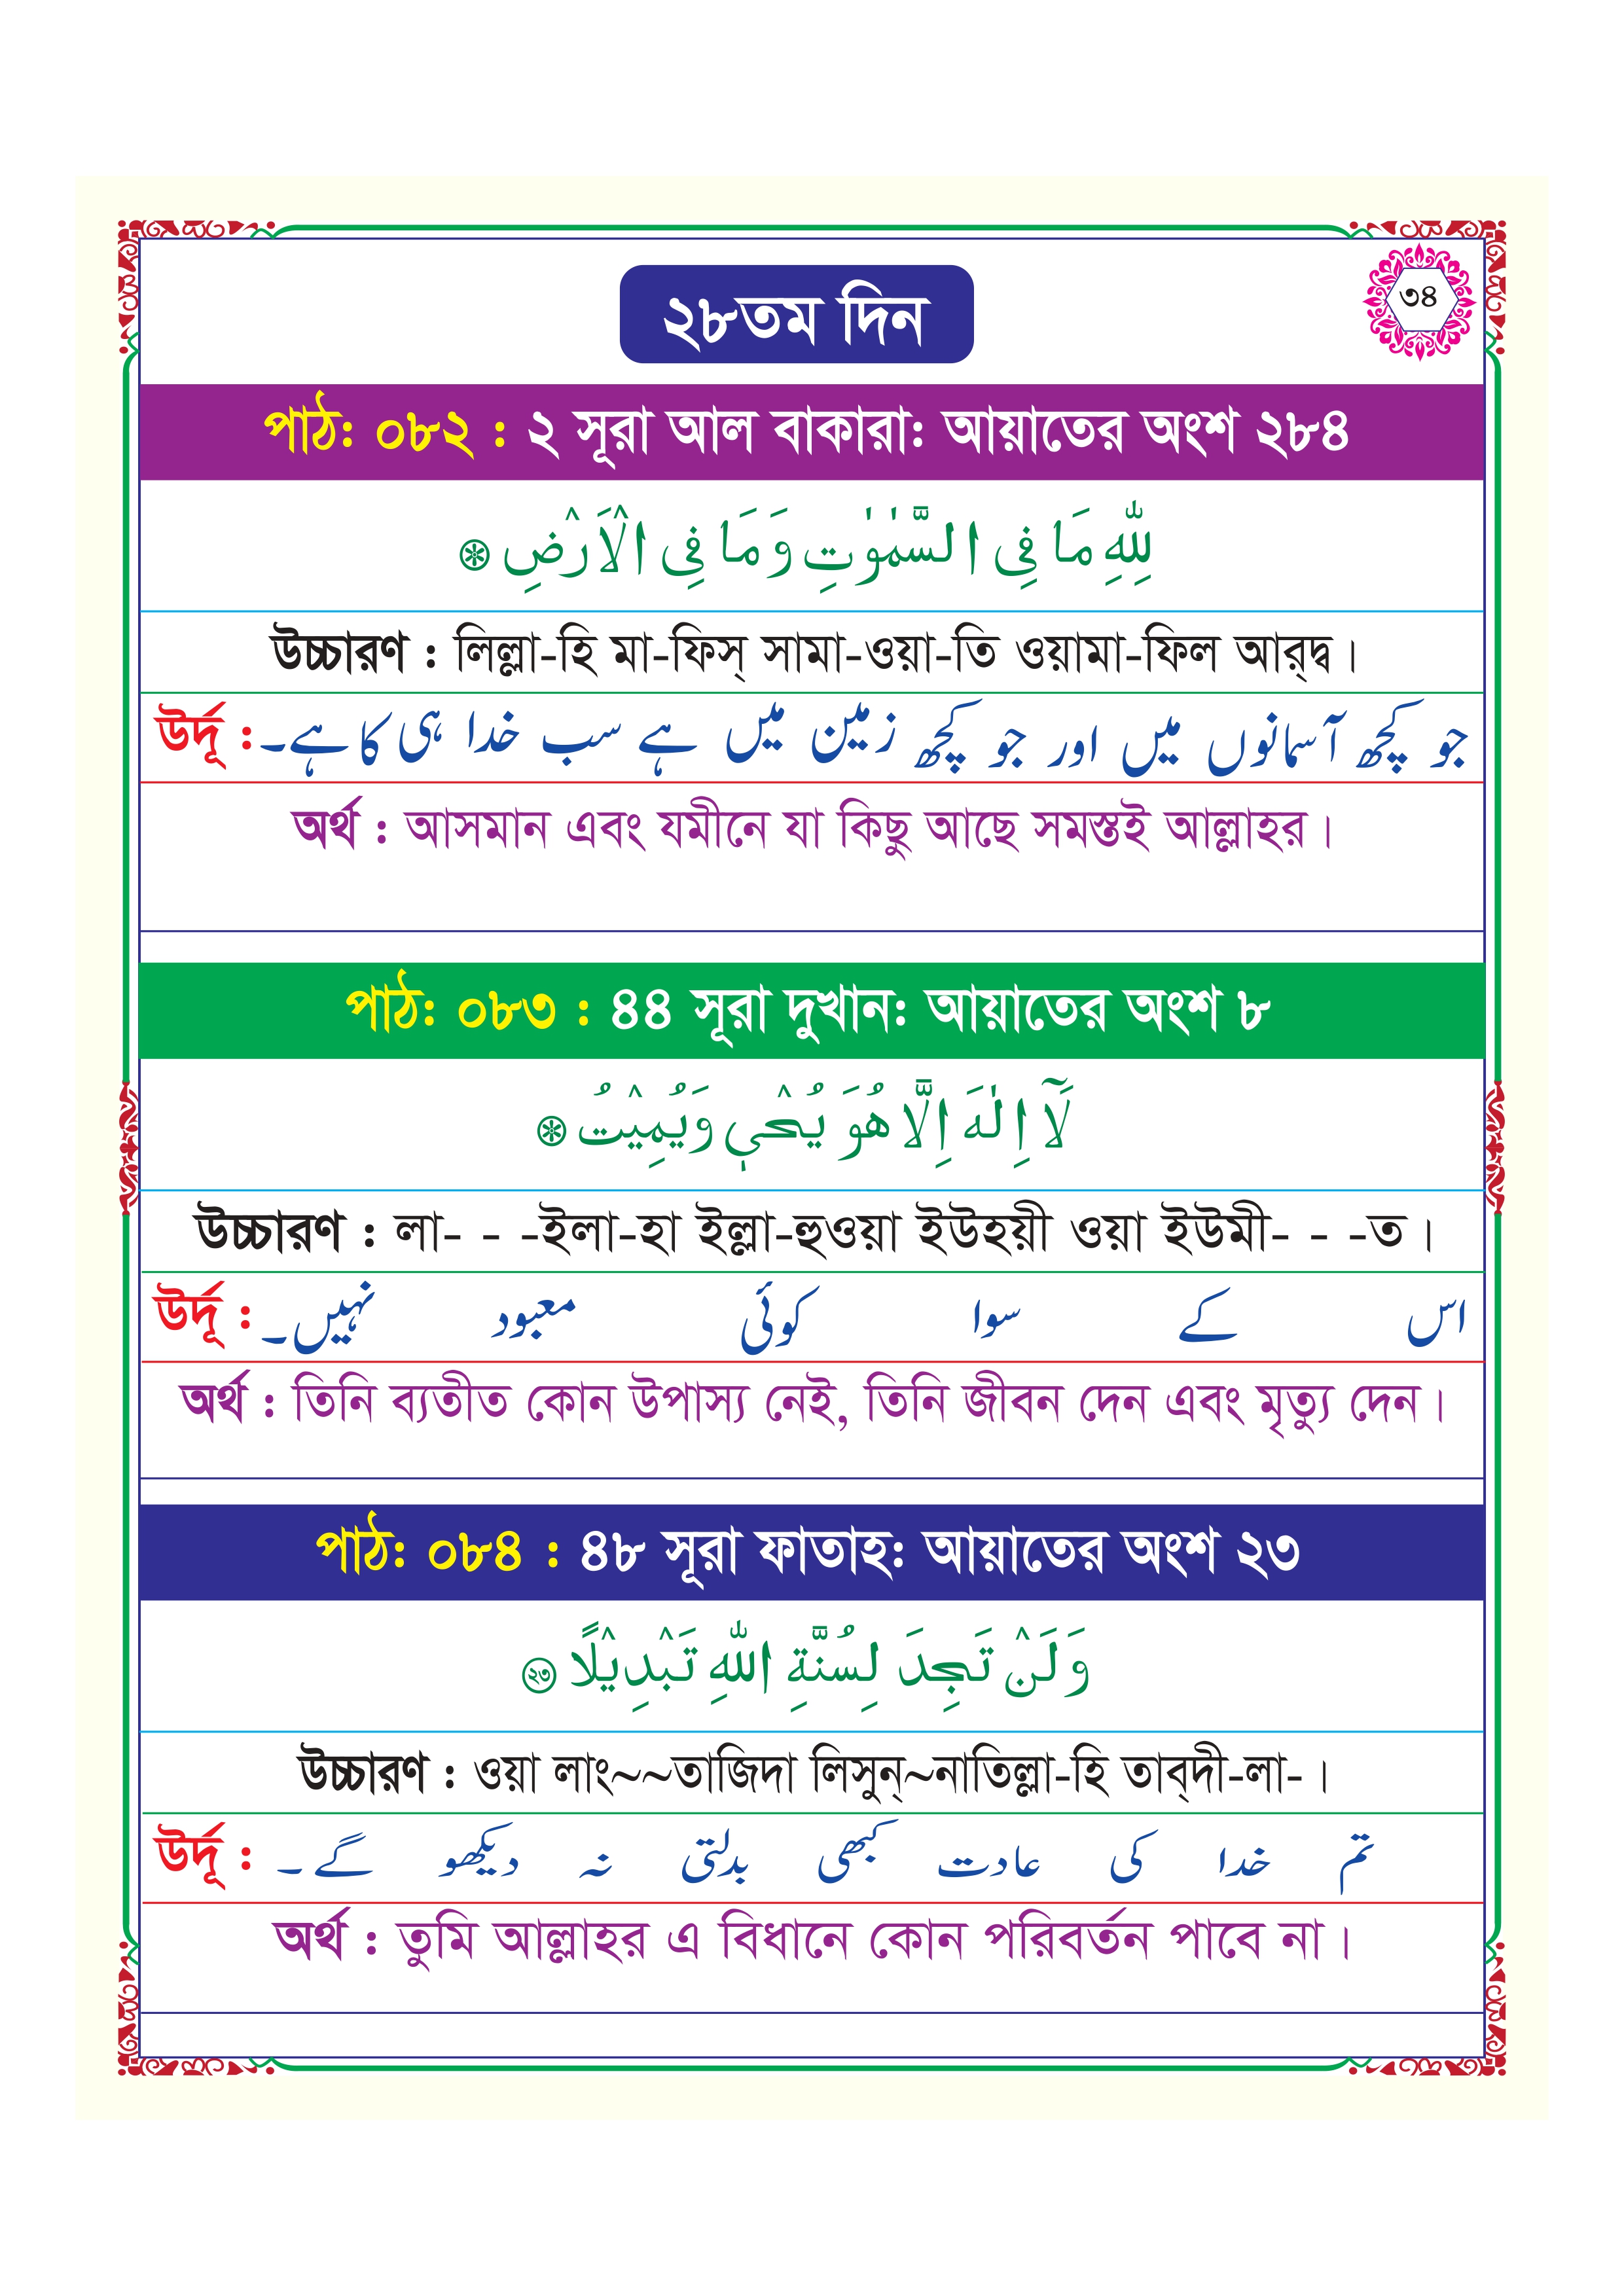 ২৮তম দিন
৩৪
পাঠ: ০৮২ : ২ সূরা আল বাকারা: আয়াতের অংশ ২৮৪
لِلّٰهِ مَا فِى السَّمٰوٰتِ وَمَا فِى الْاَرْضِ
উচ্চারণ : লিল্লা-হি মা-ফিস্ সামা-ওয়া-তি ওয়ামা-ফিল আর্‌দ্ব।
উর্দূ : جو کچھ آسمانوں میں اور جو کچھ زمین میں ہے سب خدا ہی کا ہے۔
অর্থ : আসমান এবং যমীনে যা কিছু আছে সমস্তই আল্লাহর।
পাঠ: ০৮৩ : ৪৪ সূরা দুখান: আয়াতের অংশ ৮
لَاۤ اِلٰهَ اِلَّا هُوَ يُحْىٖ وَيُمِيْتُ
উচ্চারণ : লা- - -ইলা-হা ইল্লা-হুওয়া ইউহয়ী ওয়া ইউমী- - -ত।
উর্দূ : اس کے سوا کوئی معبود نہیں۔
অর্থ : তিনি ব্যতীত কোন উপাস্য নেই, তিনি জীবন দেন এবং মৃত্যু দেন।
পাঠ: ০৮৪ : ৪৮ সূরা ফাতাহ: আয়াতের অংশ ২৩
وَلَنْ تَجِدَ لِسُنَّةِ اللّٰهِ تَبْدِيْلًا ۲۳
উচ্চারণ : ওয়া লাং~~তাজিদা লিসুন্~নাতিল্লা-হি তাব্‌দী-লা-।
উর্দূ : تم خدا کی عادت کبھی بدلتی نہ دیکھو گے۔
অর্থ : তুমি আল্লাহর এ বিধানে কোন পরিবর্তন পাবে না।